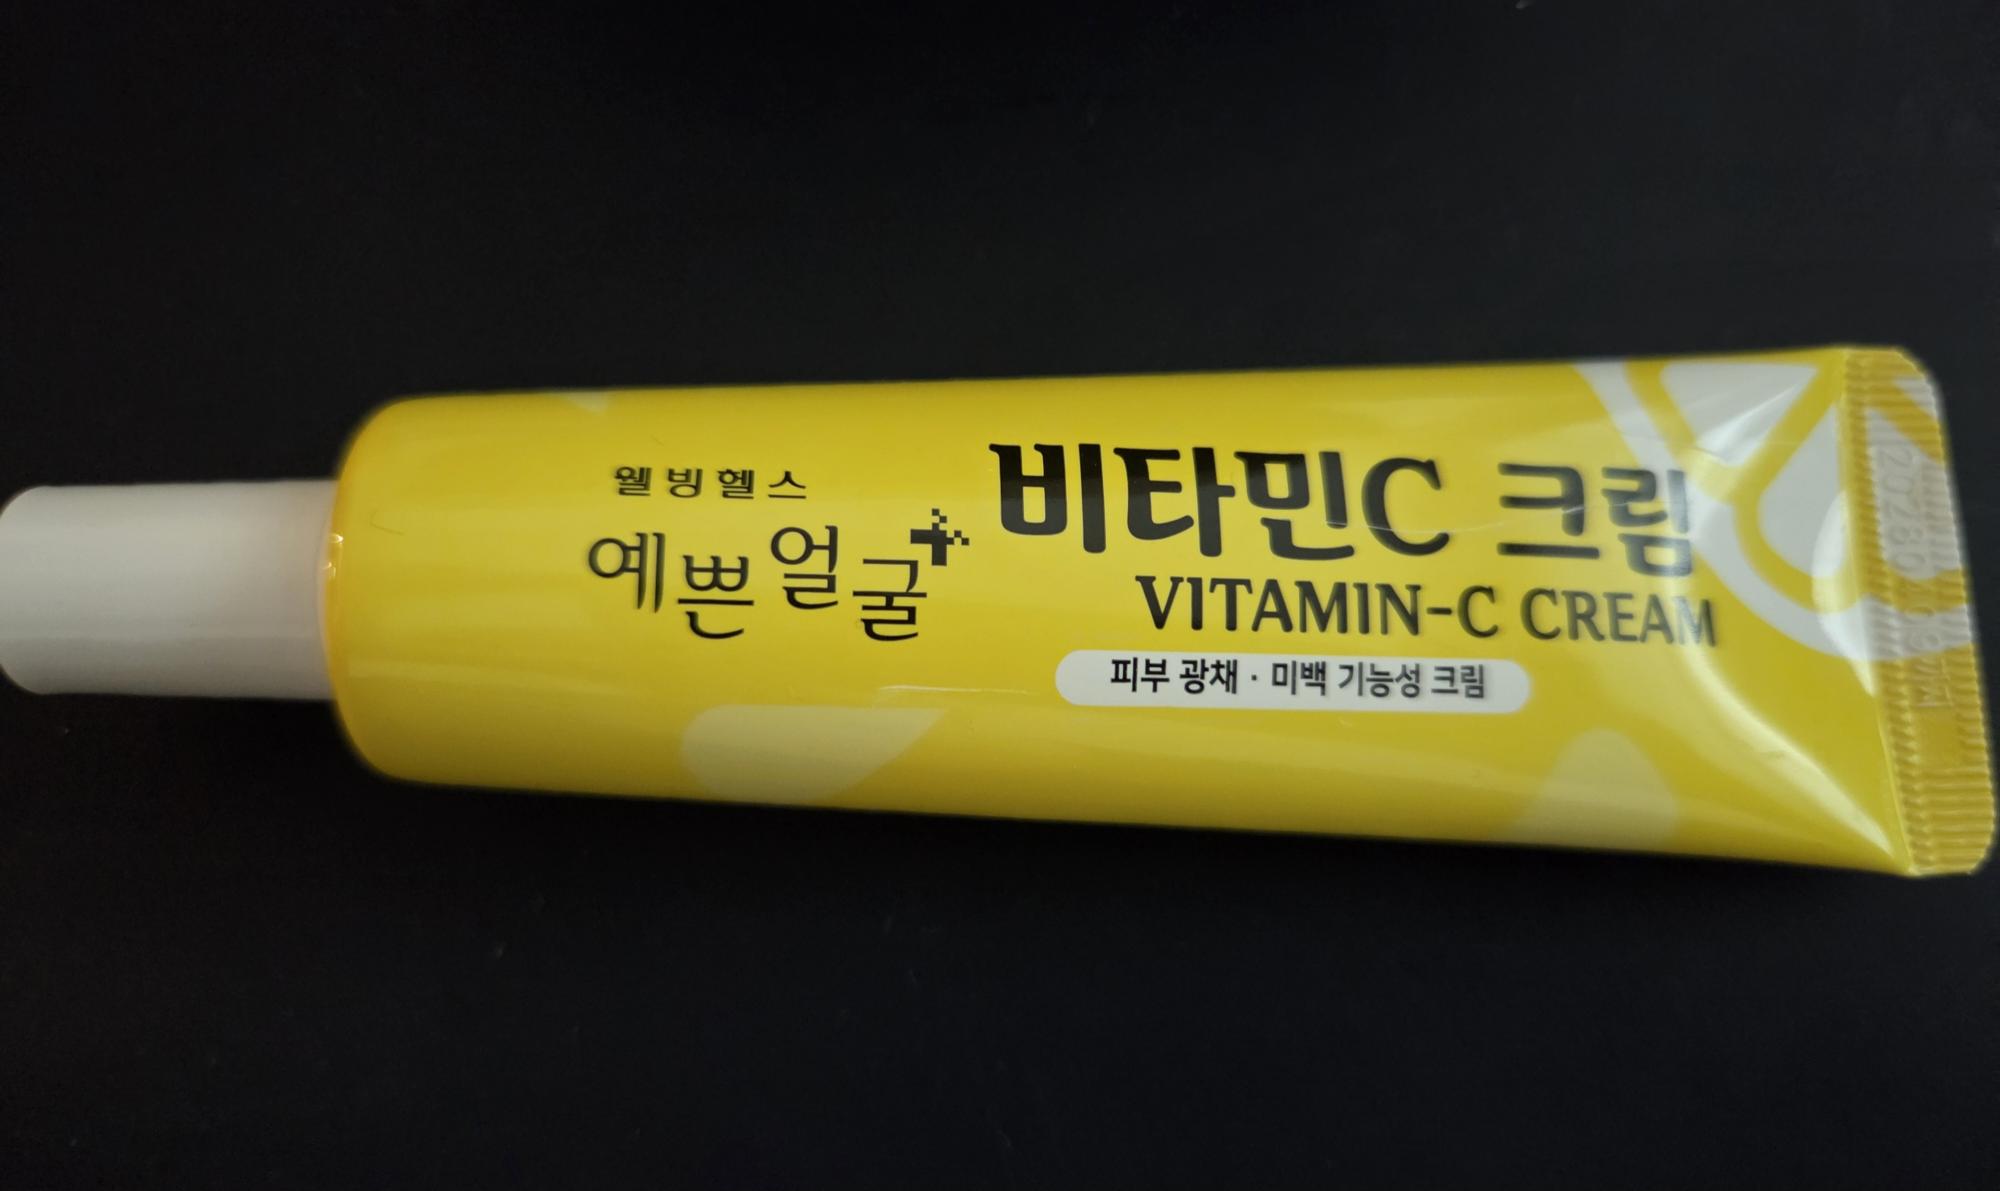 웰빙헬스
예쁜얼굴
비타민C 크림
VITAMIN-C CREAM
피부 광채 · 미백 기능성 크림